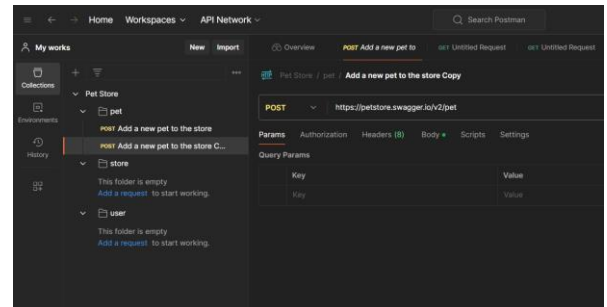 Home Workspaces API Network Search Postman
My works New Import
Overview POST Add a new pet to GET Untitled Request GET Untitled Request
Collections
Environments
History
Pet Store
pet
POST Add a new pet to the store
POST Add a new pet to the store C...
store
This folder is empty
Add a request to start working.
user
This folder is empty
Add a request to start working.
Pet Store / pet / Add a new pet to the store Copy
POST https://petstore.swagger.io/v2/pet
Params Authorization Headers (8) Body Scripts Settings
Query Params
Key Value
Key Value